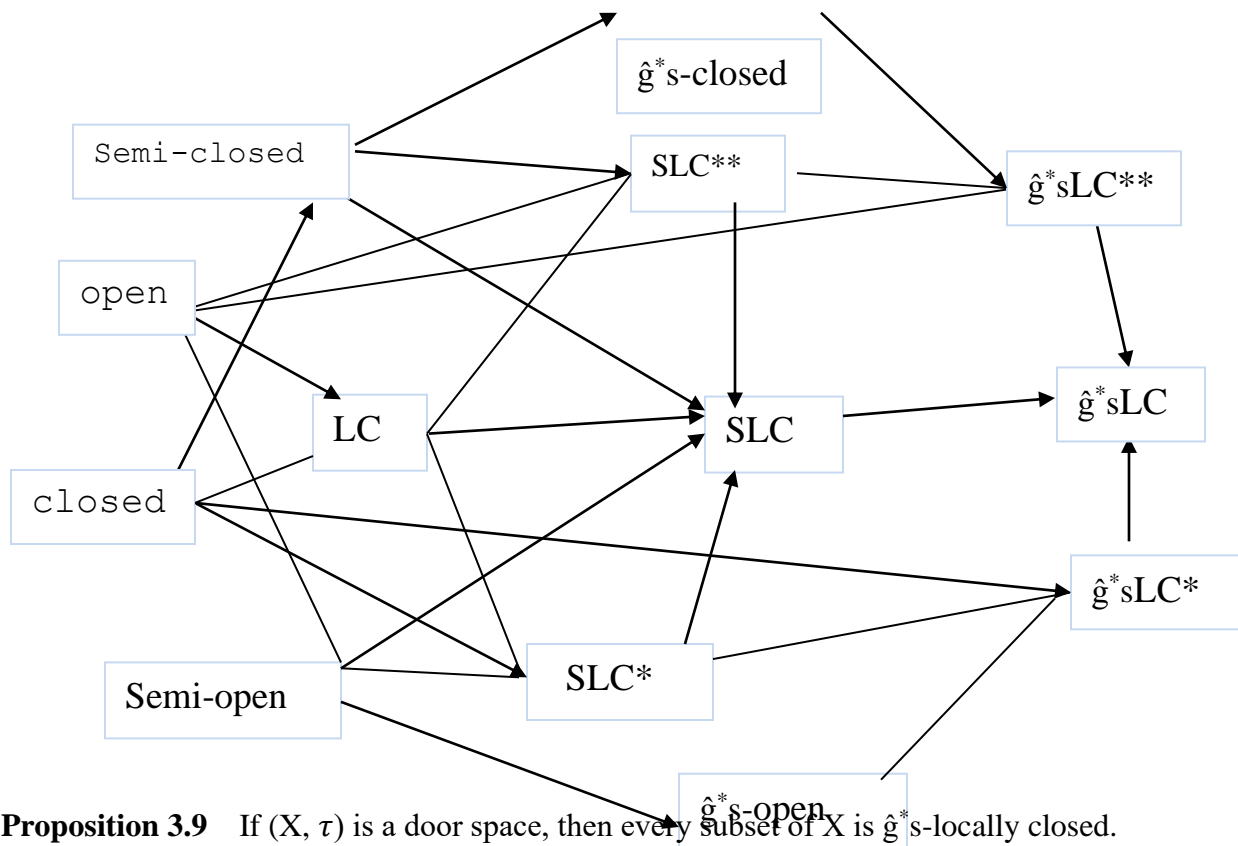 ĝ*s-closed
Semi-closed
SLC**
ĝ*sLC**
open
LC
SLC
ĝ*sLC
closed
ĝ*sLC*
SLC*
Semi-open
ĝ*s-open
Proposition 3.9 If (X, τ) is a door space, then every subset of X is ĝ*s-locally closed.